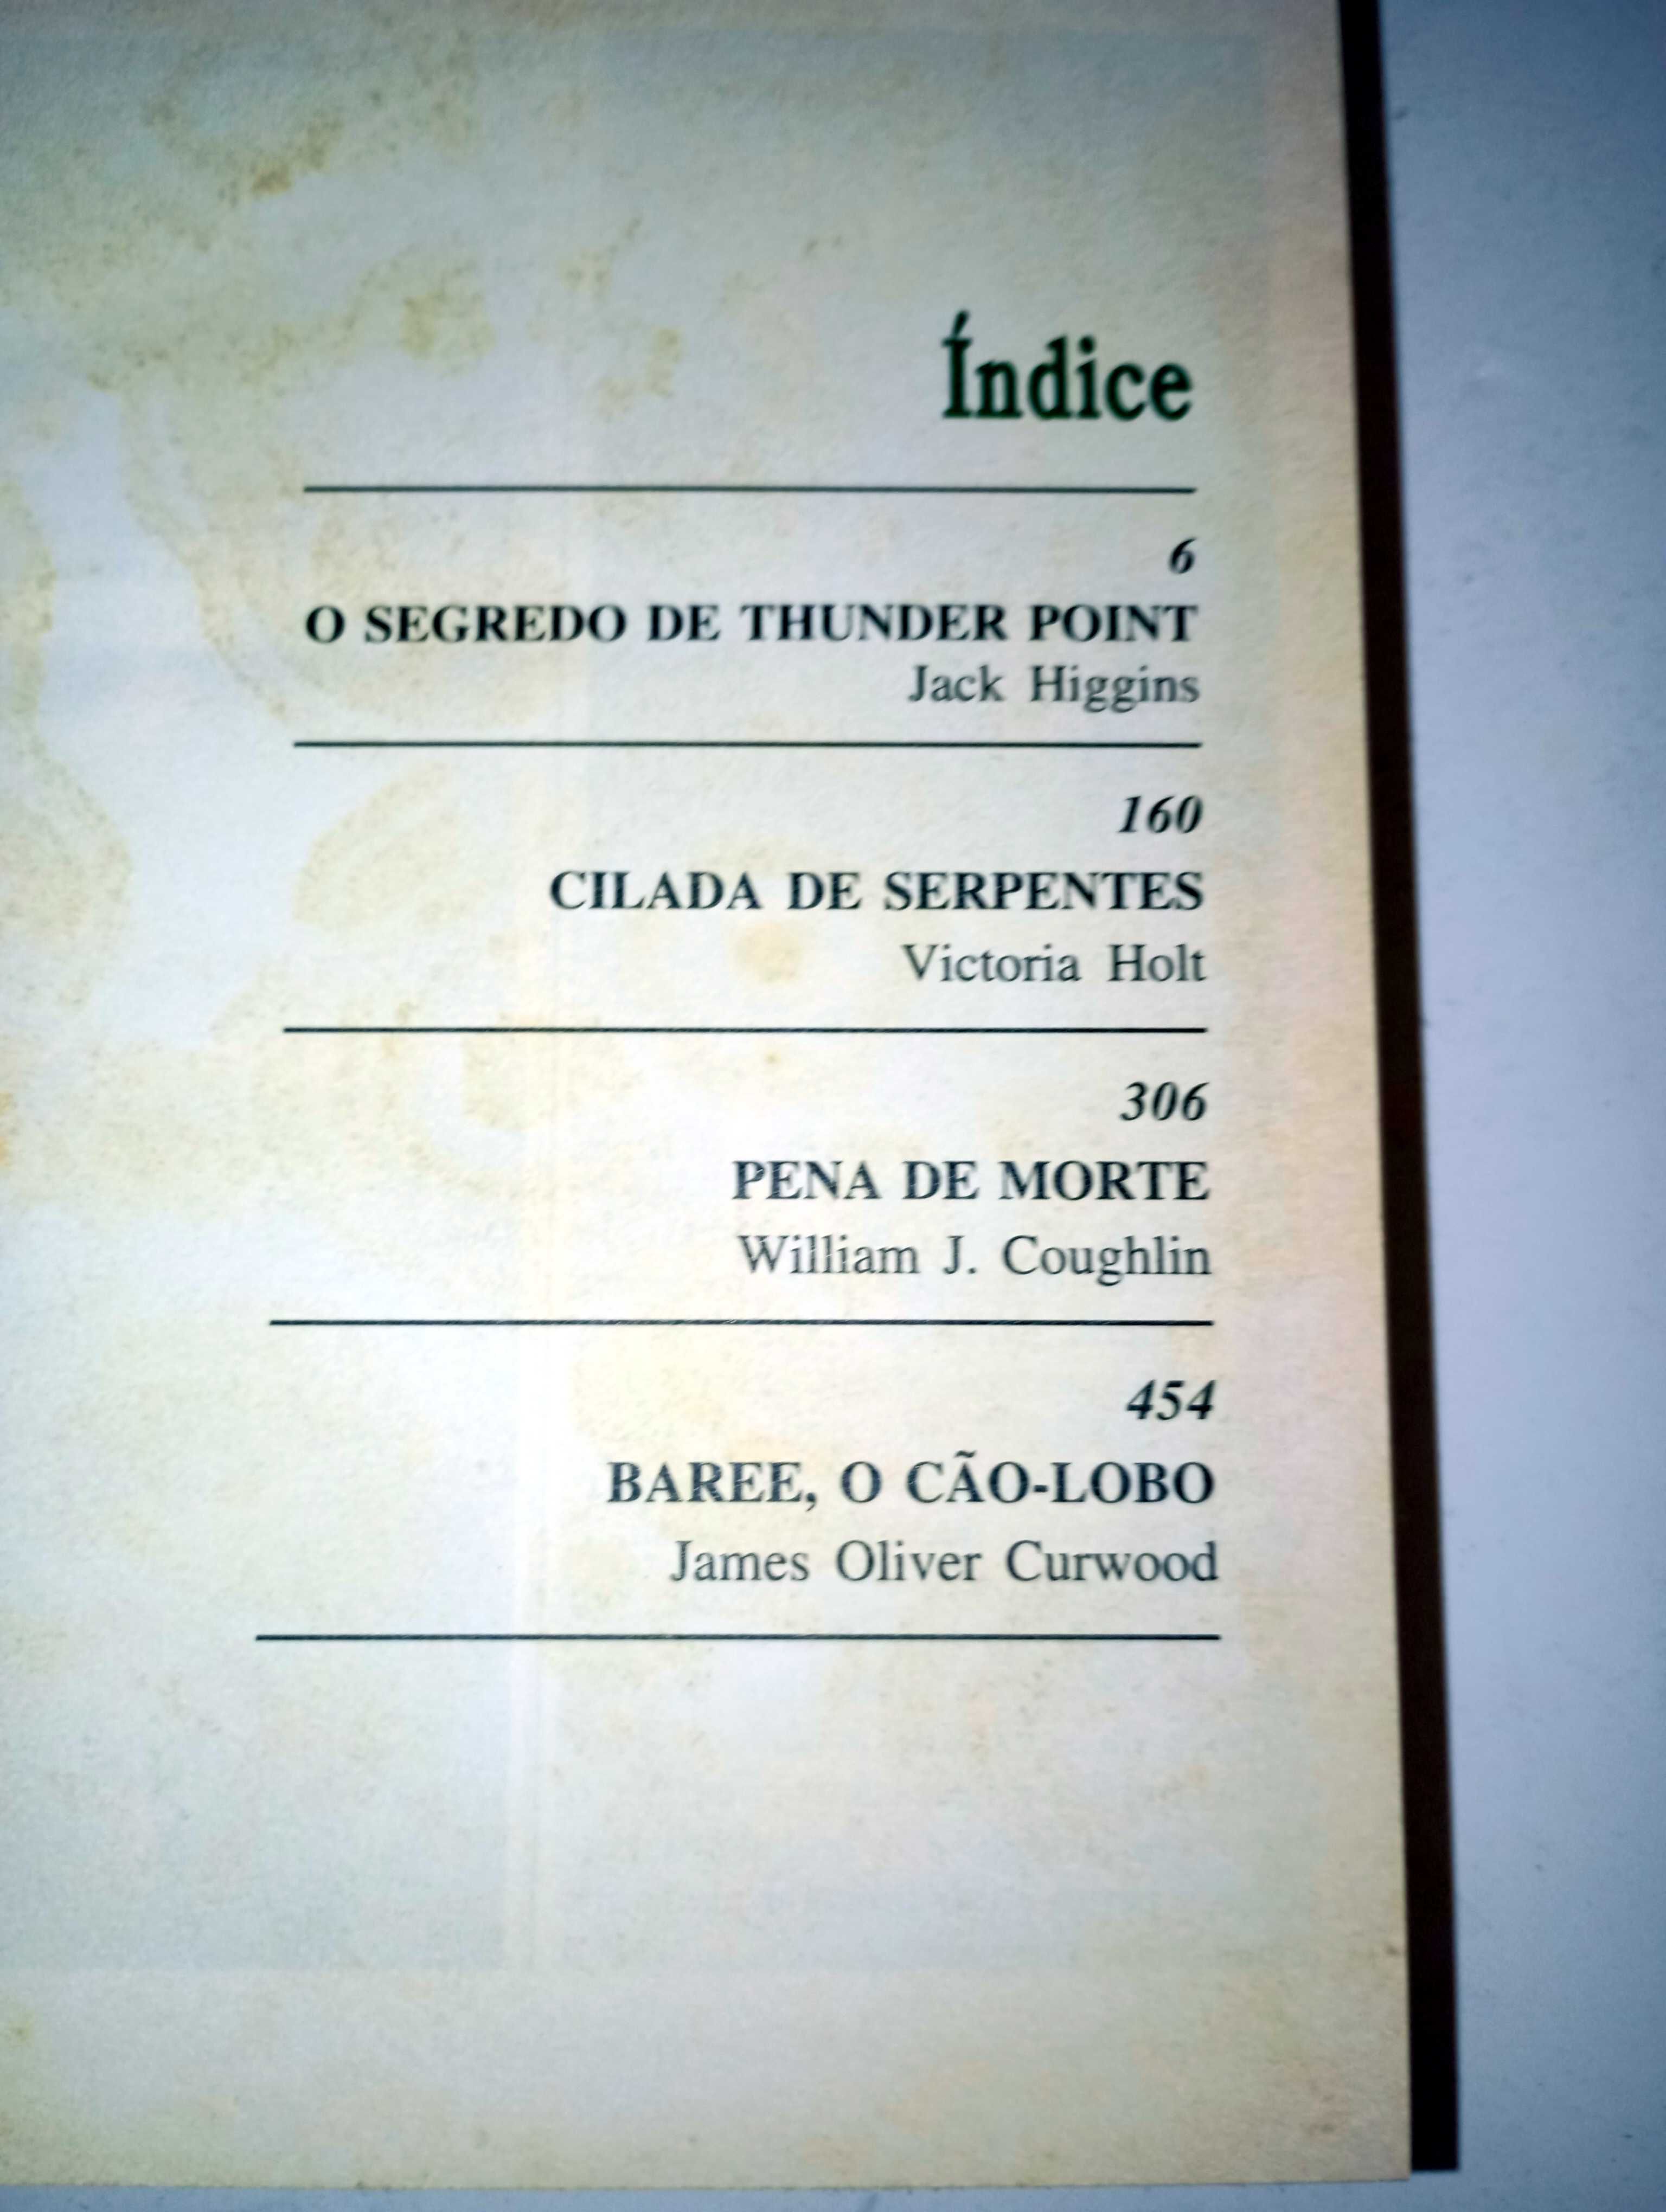 Índice
6
O SEGREDO DE THUNDER POINT
Jack Higgins
160
CILADA DE SERPENTES
Victoria Holt
306
PENA DE MORTE
William J. Coughlin
454
BAREE, O CÃO-LOBO
James Oliver Curwood